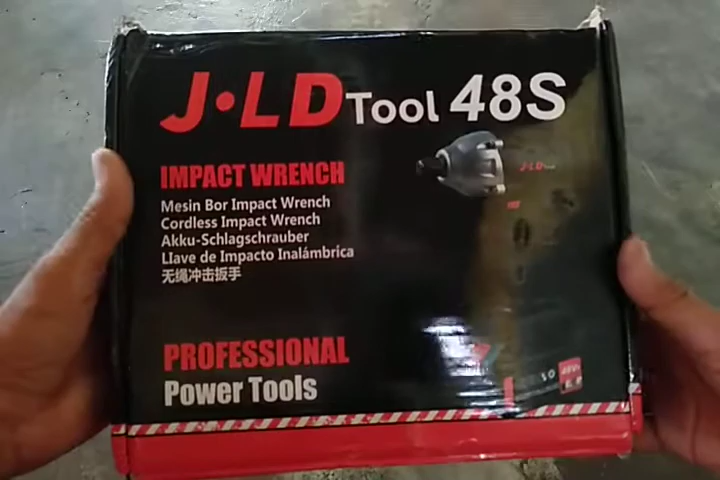 J•LD Tool 48S
IMPACT WRENCH
Mesin Bor Impact Wrench
Cordless Impact Wrench
Akku-Schlagschrauber
Llave de Impacto Inalámbrica
无绳冲击扳手
J•LD
PROFESSIONAL
Power Tools